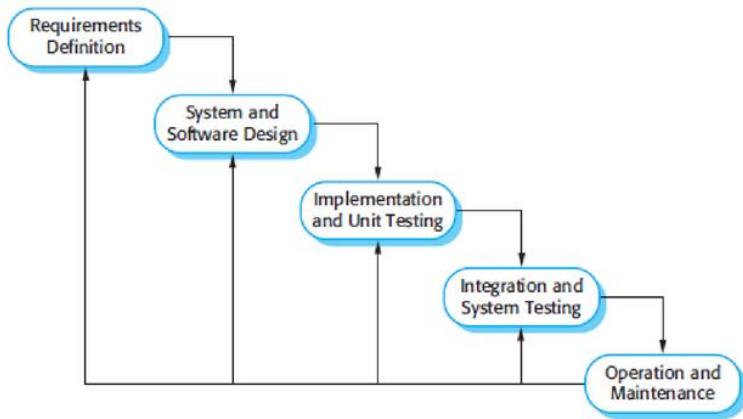 Requirements
Definition
System and
Software Design
Implementation
and Unit Testing
Integration and
System Testing
Operation and
Maintenance